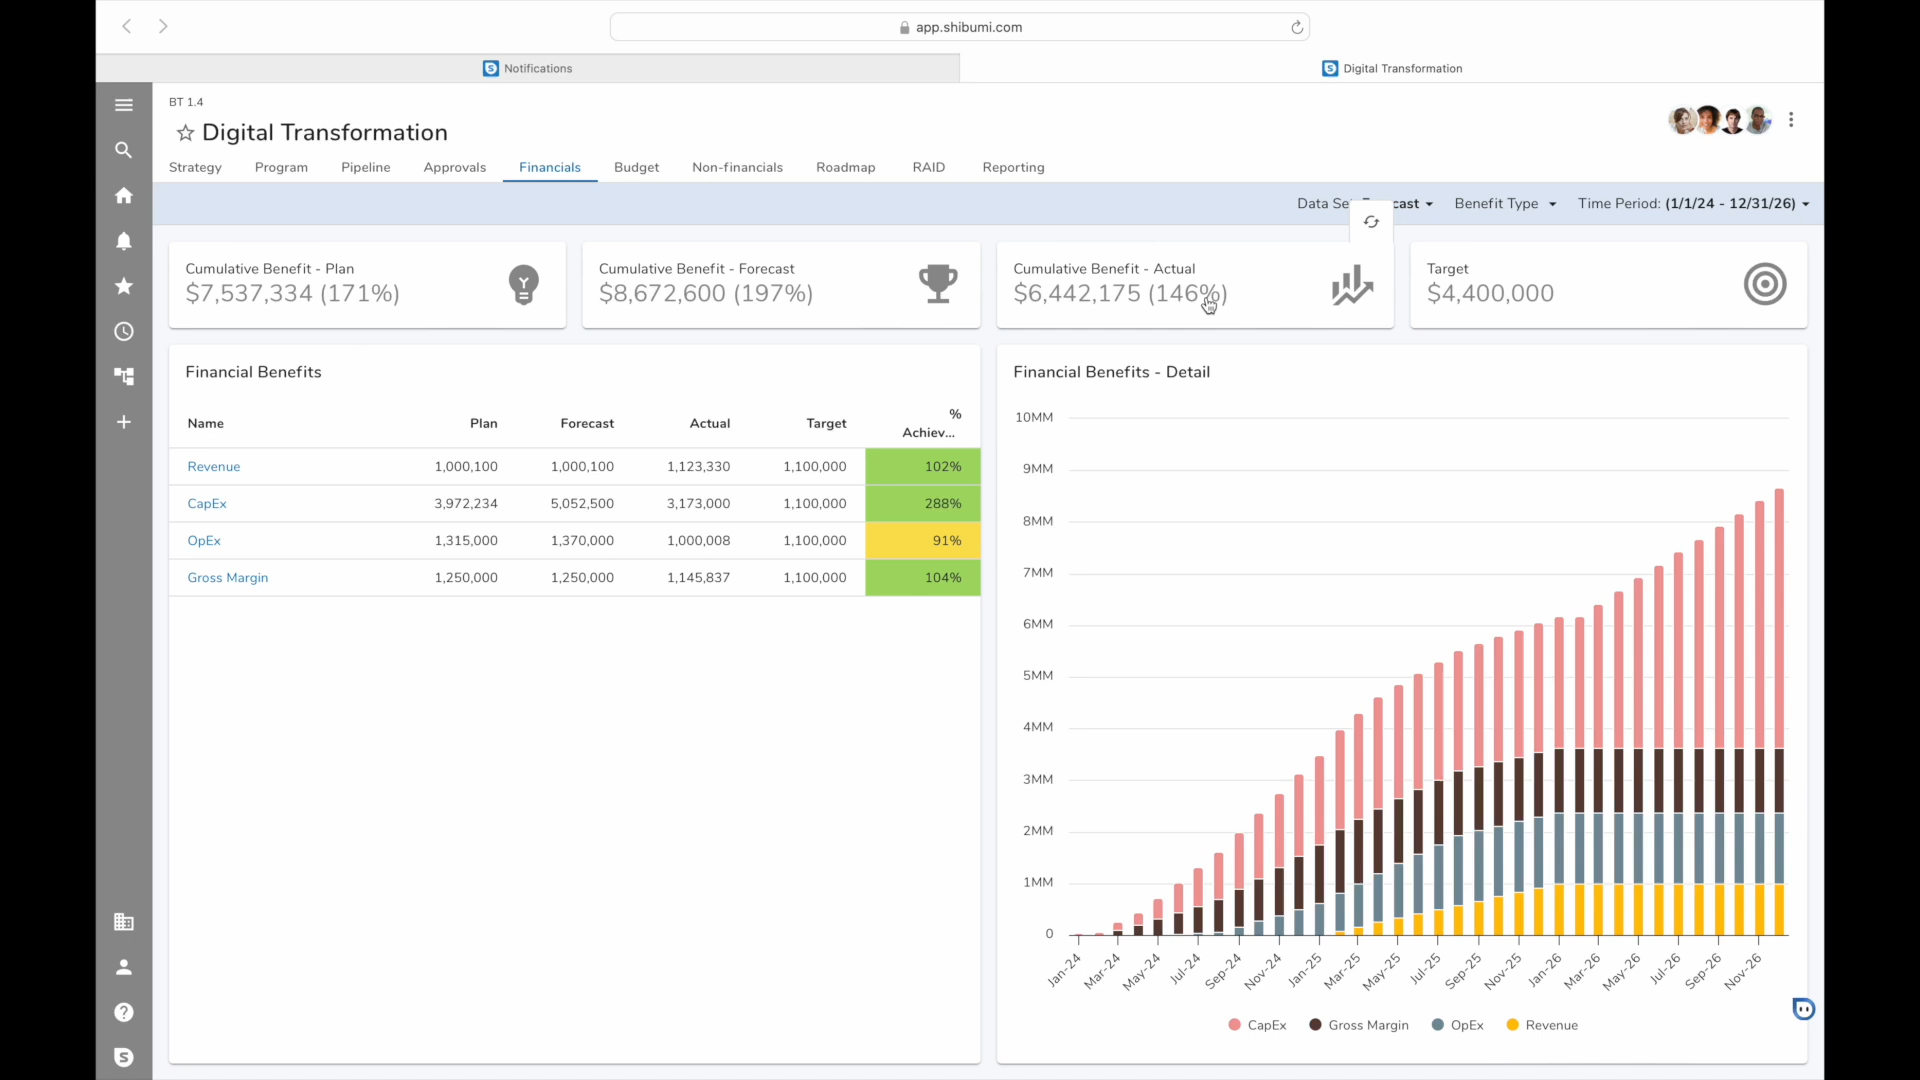 app.shibumi.com
Notifications
Digital Transformation
BT 1.4
Digital Transformation
Strategy Program Pipeline Approvals Financials Budget Non-financials Roadmap RAID Reporting
Data Se cast Benefit Type Time Period: (1/1/24 - 12/31/26)
Cumulative Benefit - Plan
$7,537,334 (171%)
Cumulative Benefit - Forecast
$8,672,600 (197%)
Cumulative Benefit - Actual
$6,442,175 (146%)
Target
$4,400,000
Financial Benefits
Name Plan Forecast Actual Target % Achiev...
Revenue 1,000,100 1,000,100 1,123,330 1,100,000 102%
CapEx 3,972,234 5,052,500 3,173,000 1,100,000 288%
OpEx 1,315,000 1,370,000 1,000,008 1,100,000 91%
Gross Margin 1,250,000 1,250,000 1,145,837 1,100,000 104%
Financial Benefits - Detail
10MM
9MM
8MM
7MM
6MM
5MM
4MM
3MM
2MM
1MM
0
Jan-24 Mar-24 May-24 Jul-24 Sep-24 Nov-24 Jan-25 Mar-25 May-25 Jul-25 Sep-25 Nov-25 Jan-26 Mar-26 May-26 Jul-26 Sep-26 Nov-26
CapEx Gross Margin OpEx Revenue